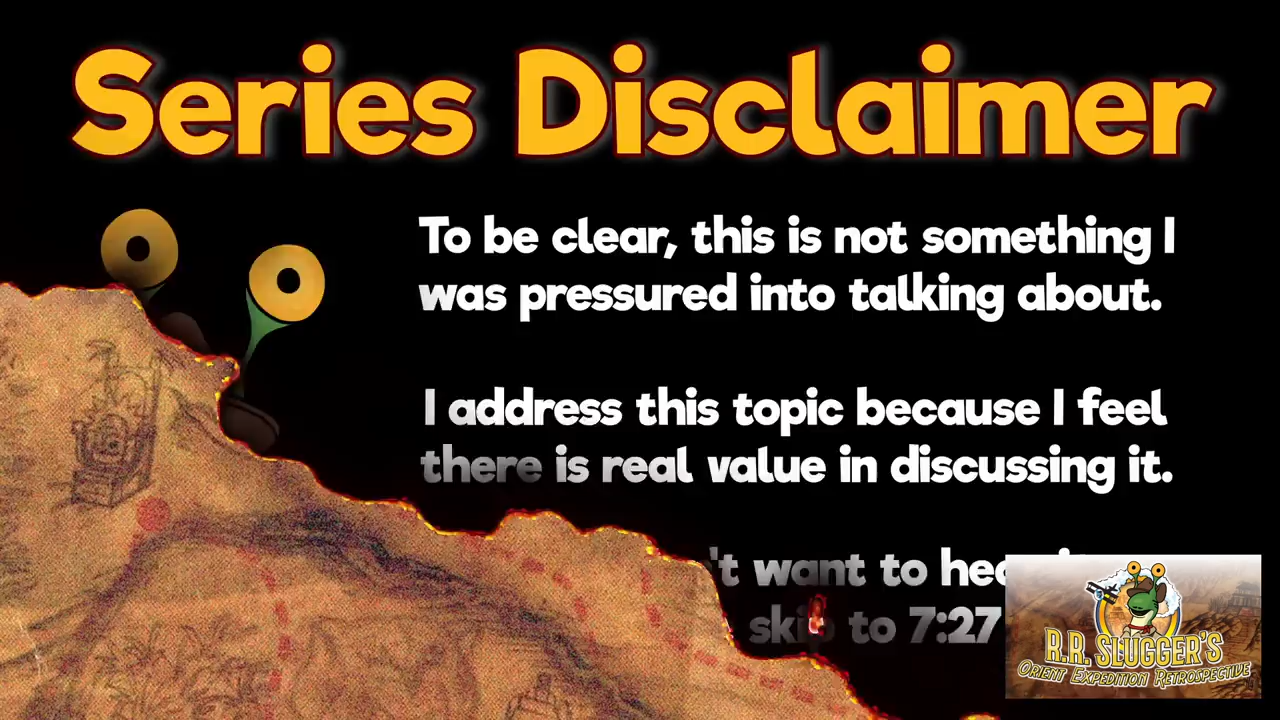 Series Disclaimer
To be clear, this is not something I
was pressured into talking about.
I address this topic because I feel
there is real value in discussing it.
't want to hea
skip to 7:27
R.R. SLUGGER'S
ORIENT EXPEDITION RETROSPECTIVE